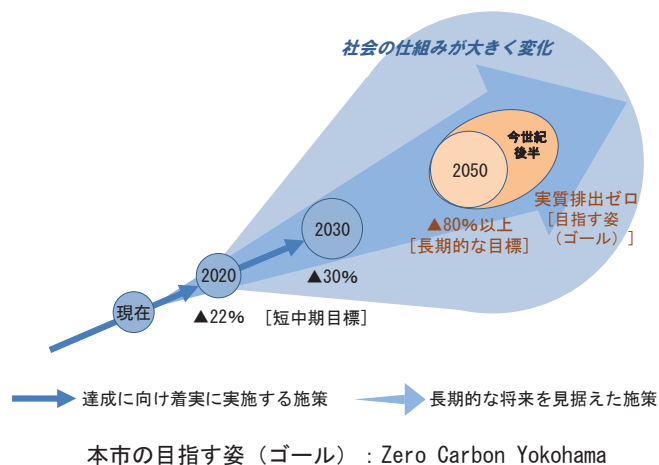 社会の仕組みが大きく変化
今世紀
後半
2050
実質排出ゼロ
[目指す姿
(ゴール)]
▲80%以上
[長期的な目標]
2030
▲30%
2020
▲22% [短中期目標]
現在
達成に向け着実に実施する施策
長期的な将来を見据えた施策
本市の目指す姿(ゴール):Zero Carbon Yokohama